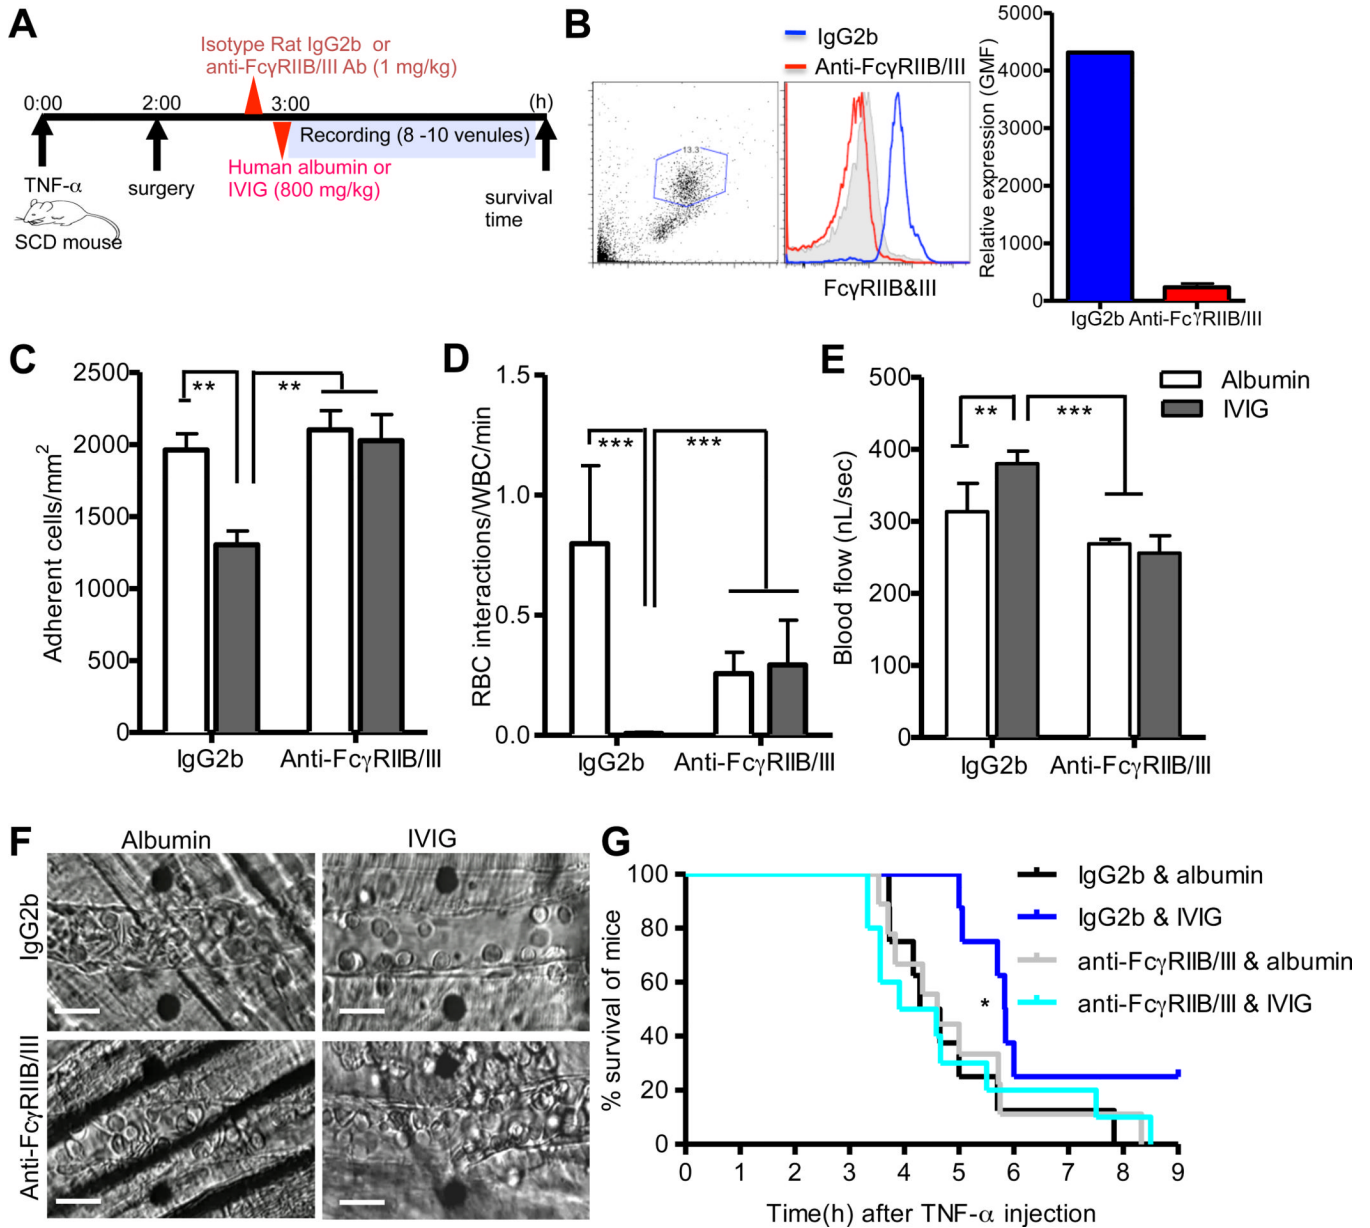 A
Isotype Rat IgG2b or
anti-FcγRIIB/III Ab (1 mg/kg)
0:00
2:00
3:00
(h)
Recording (8 -10 venules)
Human albumin or
IVIG (800 mg/kg)
TNF-α
surgery
survival
time
SCD mouse
B
IgG2b
Anti-FcγRIIB/III
13.3
FcγRIIB&III
Relative expression (GMF)
5000
4000
3000
2000
1000
0
IgG2b
Anti-FcγRIIB/III
C
Adherent cells/mm2
2500
2000
1500
1000
500
0
**
**
IgG2b
Anti-FcγRIIB/III
D
RBC interactions/WBC/min
1.5
1.0
0.5
0.0
***
***
IgG2b
Anti-FcγRIIB/III
E
Blood flow (nL/sec)
500
400
300
200
100
0
**
***
IgG2b
Anti-FcγRIIB/III
Albumin
IVIG
F
Albumin
IVIG
IgG2b
Anti-FcγRIIB/III
G
% survival of mice
100
80
60
40
20
0
*
IgG2b & albumin
IgG2b & IVIG
anti-FcγRIIB/III & albumin
anti-FcγRIIB/III & IVIG
0 1 2 3 4 5 6 7 8 9
Time(h) after TNF-α injection